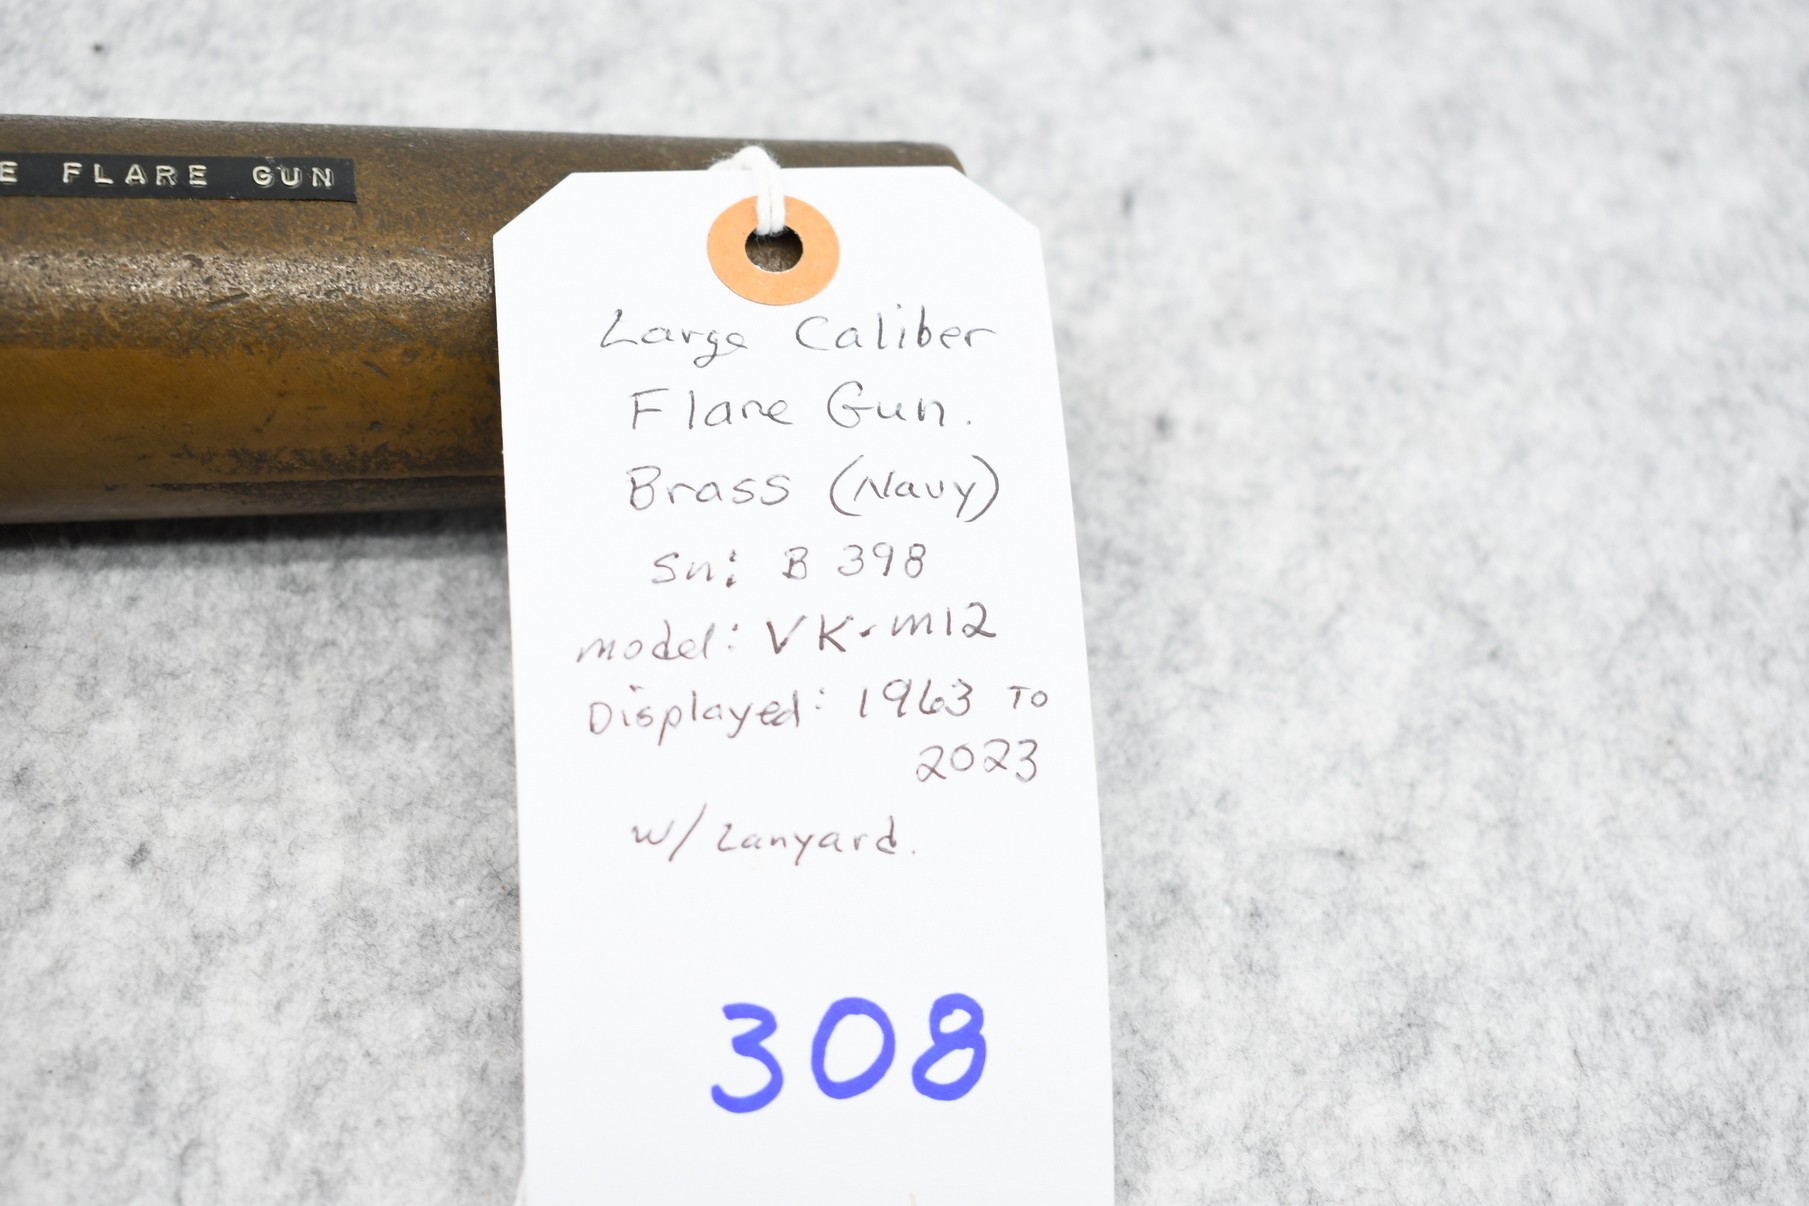 E FLARE GUN
Large Caliber
Flare Gun.
Brass (Navy)
Sn: B 398
model: VK-M12
Displayed: 1963 TO
2023
w/ Lanyard.
308